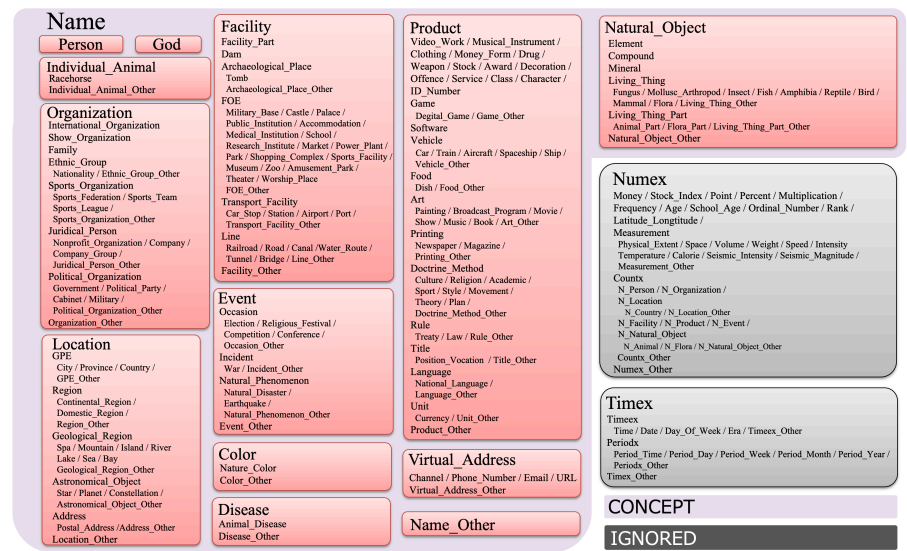 Name
Person
God
Individual_Animal
Racehorse
Individual_Animal_Other
Organization
International_Organization
Show_Organization
Family
Ethnic_Group
Nationality / Ethnic_Group_Other
Sports_Organization
Sports_Federation / Sports_Team
Sports_League /
Sports_Organization_Other
Juridical_Person
Nonprofit_Organization / Company /
Company_Group /
Juridical_Person_Other
Political_Organization
Government / Political_Party /
Cabinet / Military /
Political_Organization_Other
Organization_Other
Location
GPE
City / Province / Country /
GPE_Other
Region
Continental_Region /
Domestic_Region /
Region_Other
Geological_Region
Spa / Mountain / Island / River
Lake / Sea / Bay
Geological_Region_Other
Astronomical_Object
Star / Planet / Constellation /
Astronomical_Object_Other
Address
Postal_Address /Address_Other
Location_Other
Facility
Facility_Part
Dam
Archaeological_Place
Tomb
Archaeological_Place_Other
FOE
Military_Base / Castle / Palace /
Public_Institution / Accommodation /
Medical_Institution / School /
Research_Institute / Market / Power_Plant /
Park / Shopping_Complex / Sports_Facility /
Museum / Zoo / Amusement_Park /
Theater / Worship_Place
FOE_Other
Transport_Facility
Car_Stop / Station / Airport / Port /
Transport_Facility_Other
Line
Railroad / Road / Canal /Water_Route /
Tunnel / Bridge / Line_Other
Facility_Other
Event
Occasion
Election / Religious_Festival /
Competition / Conference /
Occasion_Other
Incident
War / Incident_Other
Natural_Phenomenon
Natural_Disaster /
Earthquake /
Natural_Phenomenon_Other
Event_Other
Color
Nature_Color
Color_Other
Disease
Animal_Disease
Disease_Other
Product
Video_Work / Musical_Instrument /
Clothing / Money_Form / Drug /
Weapon / Stock / Award / Decoration /
Offence / Service / Class / Character /
ID_Number
Game
Degital_Game / Game_Other
Software
Vehicle
Car / Train / Aircraft / Spaceship / Ship /
Vehicle_Other
Food
Dish / Food_Other
Art
Painting / Broadcast_Program / Movie /
Show / Music / Book / Art_Other
Printing
Newspaper / Magazine /
Printing_Other
Doctrine_Method
Culture / Religion / Academic /
Sport / Style / Movement /
Theory / Plan /
Doctrine_Method_Other
Rule
Treaty / Law / Rule_Other
Title
Position_Vocation / Title_Other
Language
National_Language /
Language_Other
Unit
Currency / Unit_Other
Product_Other
Virtual_Address
Channel / Phone_Number / Email / URL
Virtual_Address_Other
Name_Other
Natural_Object
Element
Compound
Mineral
Living_Thing
Fungus / Mollusc_Arthropod / Insect / Fish / Amphibia / Reptile / Bird /
Mammal / Flora / Living_Thing_Other
Living_Thing_Part
Animal_Part / Flora_Part / Living_Thing_Part_Other
Natural_Object_Other
Numex
Money / Stock_Index / Point / Percent / Multiplication /
Frequency / Age / School_Age / Ordinal_Number / Rank /
Latitude_Longtitude /
Measurement
Physical_Extent / Space / Volume / Weight / Speed / Intensity
Temperature / Calorie / Seismic_Intensity / Seismic_Magnitude /
Measurement_Other
Countx
N_Person / N_Organization /
N_Location
N_Country / N_Location_Other
N_Facility / N_Product / N_Event /
N_Natural_Object
N_Animal / N_Flora / N_Natural_Object_Other
Countx_Other
Numex_Other
Timex
Timeex
Time / Date / Day_Of_Week / Era / Timeex_Other
Periodx
Period_Time / Period_Day / Period_Week / Period_Month / Period_Year /
Periodx_Other
Timex_Other
CONCEPT
IGNORED